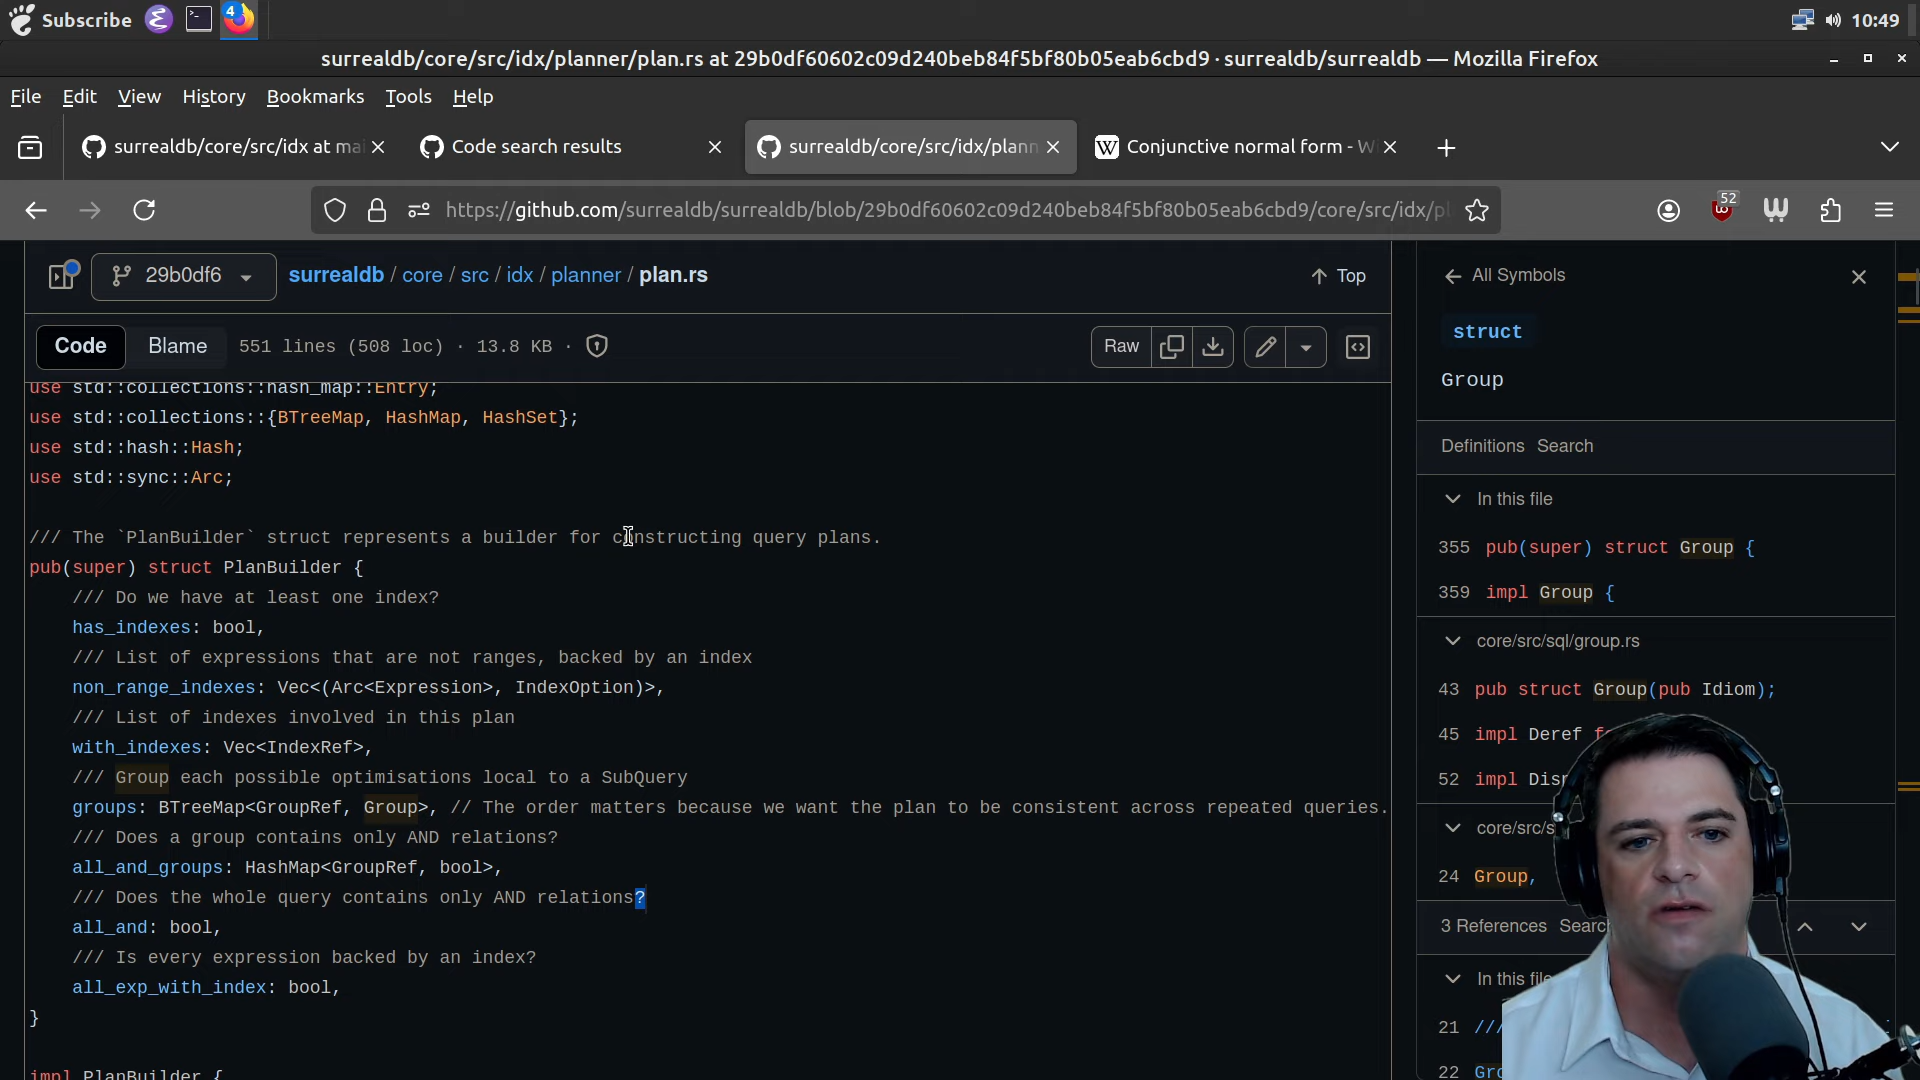 Subscribe
4
10:49
surrealdb/core/src/idx/planner/plan.rs at 29b0df60602c09d240beb84f5bf80b05eab6cbd9 · surrealdb/surrealdb — Mozilla Firefox
File Edit View History Bookmarks Tools Help
surrealdb/core/src/idx at mai
Code search results
surrealdb/core/src/idx/plann
Conjunctive normal form - W
https://github.com/surrealdb/surrealdb/blob/29b0df60602c09d240beb84f5bf80b05eab6cbd9/core/src/idx/pl
52
29b0df6
surrealdb / core / src / idx / planner / plan.rs
Top
Code Blame 551 lines (508 loc) · 13.8 KB ·
Raw
use std::collections::hash_map::Entry;
use std::collections::{BTreeMap, HashMap, HashSet};
use std::hash::Hash;
use std::sync::Arc;
/// The `PlanBuilder` struct represents a builder for constructing query plans.
pub(super) struct PlanBuilder {
/// Do we have at least one index?
has_indexes: bool,
/// List of expressions that are not ranges, backed by an index
non_range_indexes: Vec<(Arc<Expression>, IndexOption)>,
/// List of indexes involved in this plan
with_indexes: Vec<IndexRef>,
/// Group each possible optimisations local to a SubQuery
groups: BTreeMap<GroupRef, Group>, // The order matters because we want the plan to be consistent across repeated queries.
/// Does a group contains only AND relations?
all_and_groups: HashMap<GroupRef, bool>,
/// Does the whole query contains only AND relations?
all_and: bool,
/// Is every expression backed by an index?
all_exp_with_index: bool,
}
impl PlanBuilder {
All Symbols
struct
Group
Definitions Search
In this file
355 pub(super) struct Group {
359 impl Group {
core/src/sql/group.rs
43 pub struct Group(pub Idiom);
45 impl Deref f
52 impl Dis
core/src/s
24 Group,
3 References Search
In this file
21 ///
22 Gro